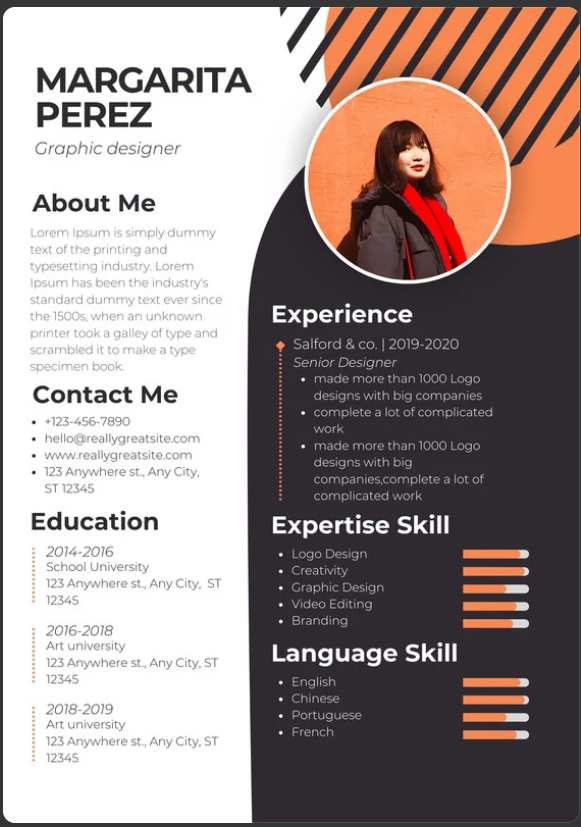 MARGARITA
PEREZ
Graphic designer
About Me
Lorem Ipsum is simply dummy
text of the printing and
typesetting industry. Lorem
Ipsum has been the industry's
standard dummy text ever since
the 1500s, when an unknown
printer took a galley of type and
scrambled it to make a type
specimen book.
Contact Me
+123-456-7890
hello@reallygreatsite.com
www.reallygreatsite.com
123 Anywhere st., Any City,
ST 12345
Education
2014-2016
School University
123 Anywhere st., Any City, ST
12345
2016-2018
Art university
123 Anywhere st., Any City, ST
12345
2018-2019
Art university
123 Anywhere st., Any City, ST
12345
Experience
Salford & co. | 2019-2020
Senior Designer
made more than 1000 Logo
designs with big companies
complete a lot of complicated
work
made more than 1000 Logo
designs with big
companies,complete a lot of
complicated work
Expertise Skill
Logo Design
Creativity
Graphic Design
Video Editing
Branding
Language Skill
English
Chinese
Portuguese
French